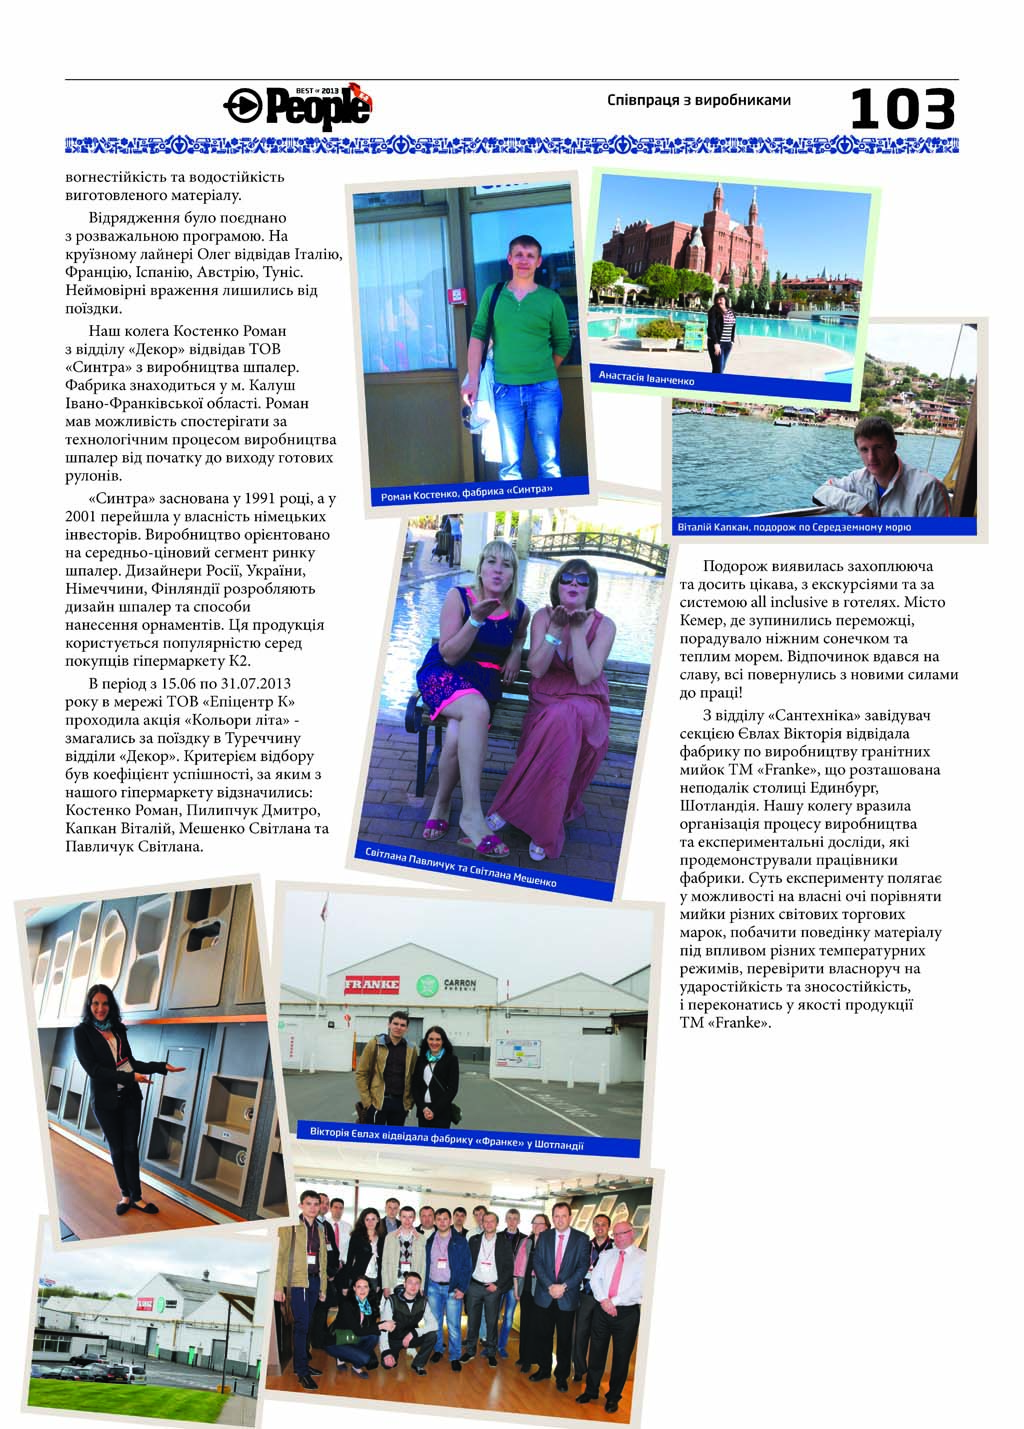 BEST of 2013
People
Співпраця з виробниками
103
вогнестійкість та водостійкість
виготовленого матеріалу.
Відрядження було поєднано
з розважальною програмою. На
круїзному лайнері Олег відвідав Італію,
Францію, Іспанію, Австрію, Туніс.
Неймовірні враження лишились від
поїздки.
Наш колега Костенко Роман
з відділу «Декор» відвідав ТОВ
«Синтра» з виробництва шпалер.
Фабрика знаходиться у м. Калуш
Івано-Франківської області. Роман
мав можливість спостерігати за
технологічним процесом виробництва
шпалер від початку до виходу готових
рулонів.
«Синтра» заснована у 1991 році, а у
2001 перейшла у власність німецьких
інвесторів. Виробництво орієнтовано
на середньо-ціновий сегмент ринку
шпалер. Дизайнери Росії, України,
Німеччини, Фінляндії розробляють
дизайн шпалер та способи
нанесення орнаментів. Ця продукція
користується популярністю серед
покупців гіпермаркету К2.
В період з 15.06 по 31.07.2013
року в мережі ТОВ «Епіцентр К»
проходила акція «Кольори літа» -
змагались за поїздку в Туреччину
відділи «Декор». Критерієм відбору
був коефіцієнт успішності, за яким з
нашого гіпермаркету відзначились:
Костенко Роман, Пилипчук Дмитро,
Капкан Віталій, Мешенко Світлана та
Павличук Світлана.
Роман Костенко, фабрика «Синтра»
Анастасія Іванченко
Віталій Капкан, подорож по Середземному морю
Світлана Павличук та Світлана Мешенко
Подорож виявилась захоплююча
та досить цікава, з екскурсіями та за
системою all inclusive в готелях. Місто
Кемер, де зупинились переможці,
порадувало ніжним сонечком та
теплим морем. Відпочинок вдався на
славу, всі повернулись з новими силами
до праці!
З відділу «Сантехніка» завідувач
секцією Євлах Вікторія відвідала
фабрику по виробництву гранітних
мийок ТМ «Franke», що розташована
неподалік столиці Единбург,
Шотландія. Нашу колегу вразила
організація процесу виробництва
та експериментальні досліди, які
продемонстрували працівники
фабрики. Суть експерименту полягає
у можливості на власні очі порівняти
мийки різних світових торгових
марок, побачити поведінку матеріалу
під впливом різних температурних
режимів, перевірити власноруч на
ударостійкість та зносостійкість,
і переконатись у якості продукції
ТМ «Franke».
FRANKE
CARRON
PHOENIX
Вікторія Євлах відвідала фабрику «Франке» у Шотландії